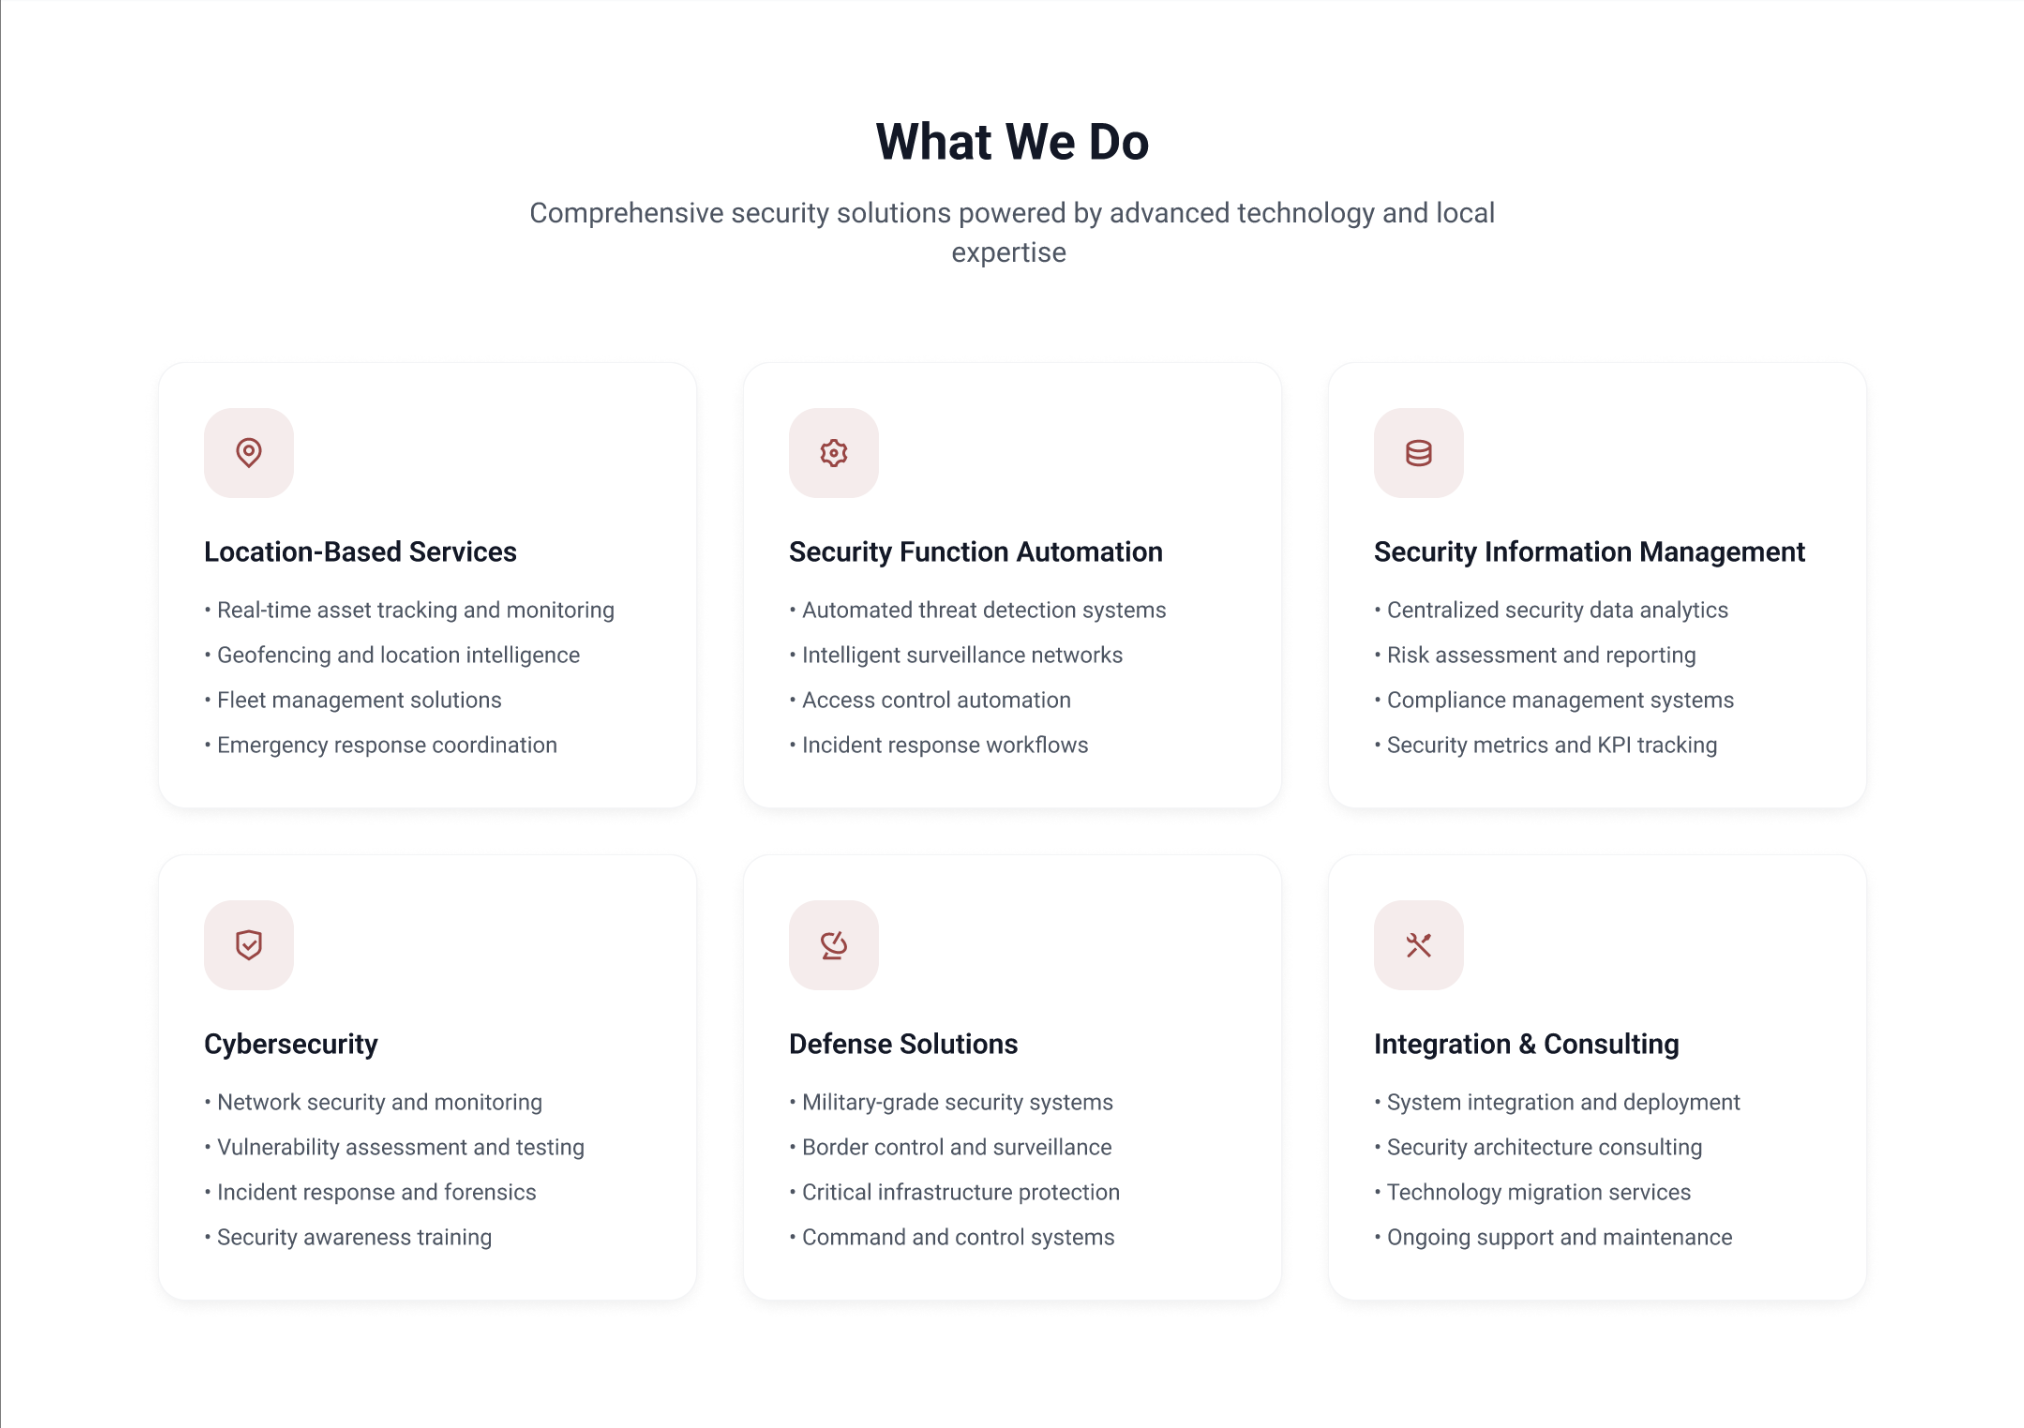 What We Do
Comprehensive security solutions powered by advanced technology and local
expertise
Location-Based Services
• Real-time asset tracking and monitoring
• Geofencing and location intelligence
• Fleet management solutions
• Emergency response coordination
Security Function Automation
• Automated threat detection systems
• Intelligent surveillance networks
• Access control automation
• Incident response workflows
Security Information Management
• Centralized security data analytics
• Risk assessment and reporting
• Compliance management systems
• Security metrics and KPI tracking
Cybersecurity
• Network security and monitoring
• Vulnerability assessment and testing
• Incident response and forensics
• Security awareness training
Defense Solutions
• Military-grade security systems
• Border control and surveillance
• Critical infrastructure protection
• Command and control systems
Integration & Consulting
• System integration and deployment
• Security architecture consulting
• Technology migration services
• Ongoing support and maintenance